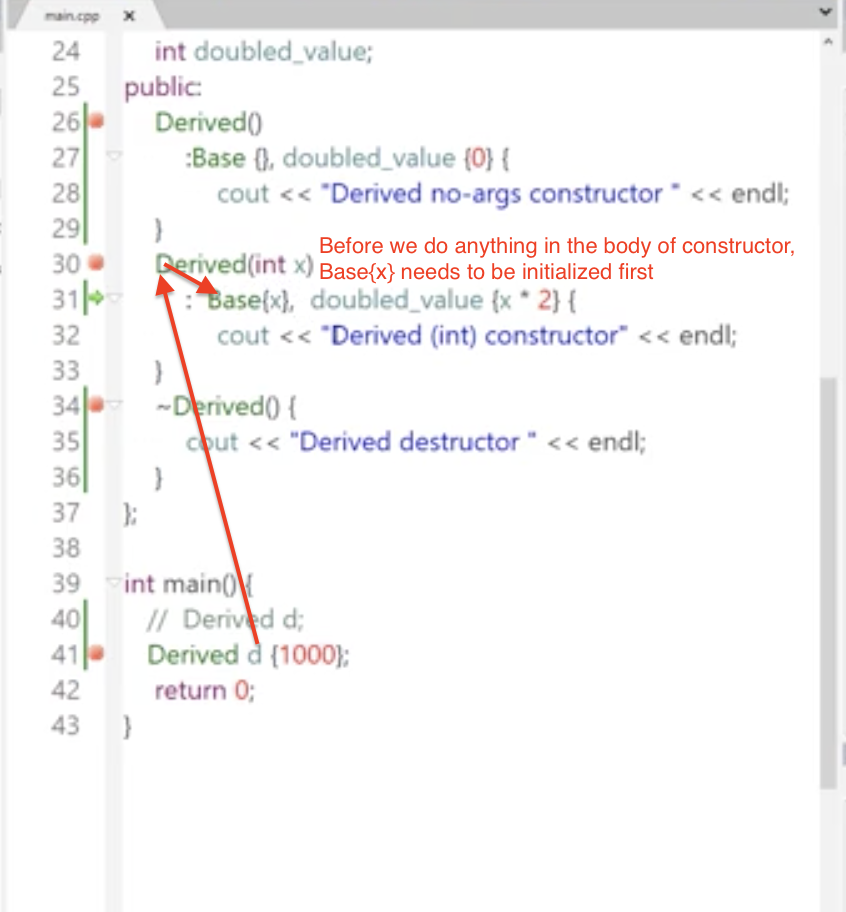 main.cpp
24 int doubled_value;
25 public:
26 Derived()
27 :Base {}, doubled_value {0} {
28 cout << "Derived no-args constructor " << endl;
29 }
Before we do anything in the body of constructor,
30 Derived(int x) Base{x} needs to be initialized first
31 : Base{x}, doubled_value {x * 2} {
32 cout << "Derived (int) constructor" << endl;
33 }
34 ~Derived() {
35 cout << "Derived destructor " << endl;
36 }
37 };
38
39 int main() {
40 // Derived d;
41 Derived d {1000};
42 return 0;
43 }